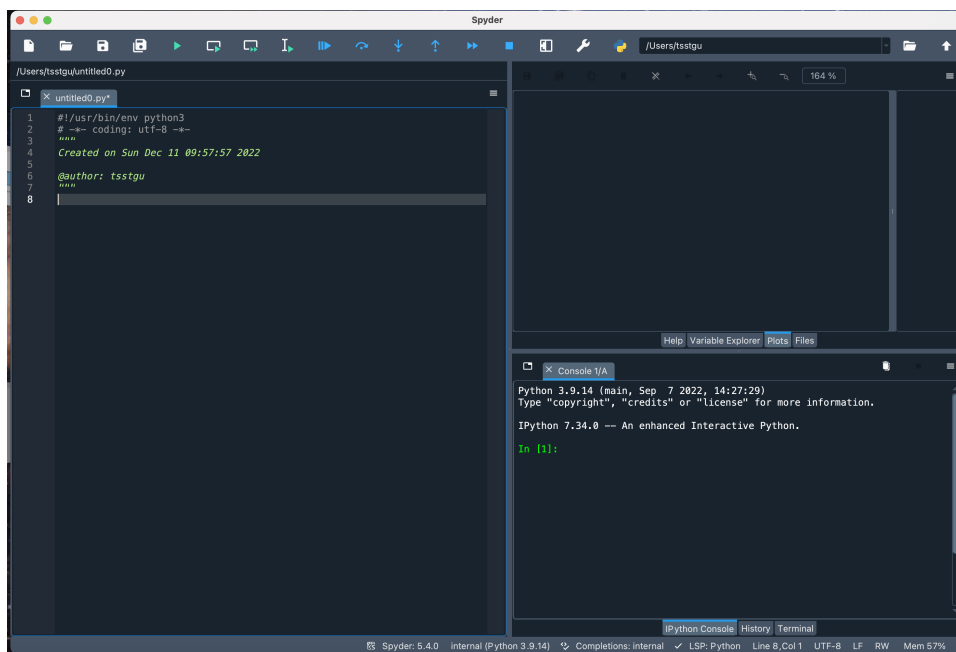 Spyder
/Users/tsstgu
/Users/tsstgu/untitled0.py
untitled0.py*
1 #!/usr/bin/env python3
2 # -*- coding: utf-8 -*-
3 """
4 Created on Sun Dec 11 09:57:57 2022
5
6 @author: tsstgu
7 """
8
164 %
Help Variable Explorer Plots Files
Console 1/A
Python 3.9.14 (main, Sep  7 2022, 14:27:29)
Type "copyright", "credits" or "license" for more information.
IPython 7.34.0 -- An enhanced Interactive Python.
In [1]:
IPython Console History Terminal
Spyder: 5.4.0 internal (Python 3.9.14) Completions: internal LSP: Python Line 8,Col 1 UTF-8 LF RW Mem 57%